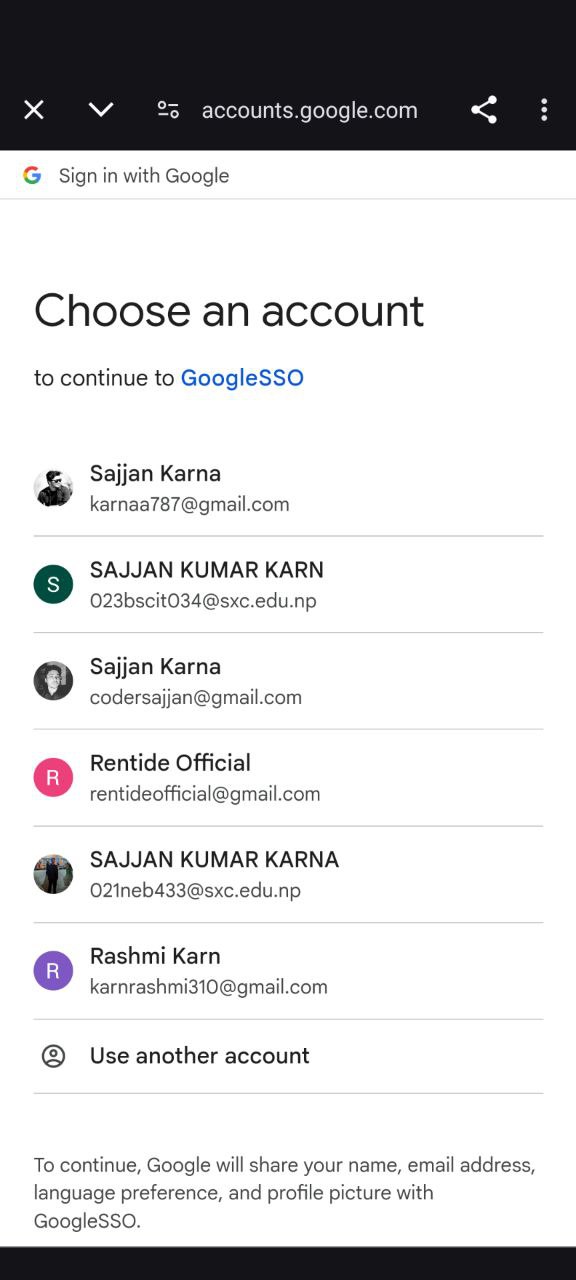 accounts.google.com
Sign in with Google
Choose an account
to continue to GoogleSSO
Sajjan Karna
karnaa787@gmail.com
S
SAJJAN KUMAR KARN
023bscit034@sxc.edu.np
Sajjan Karna
codersajjan@gmail.com
R
Rentide Official
rentideofficial@gmail.com
SAJJAN KUMAR KARNA
021neb433@sxc.edu.np
R
Rashmi Karn
karnrashmi310@gmail.com
Use another account
To continue, Google will share your name, email address,
language preference, and profile picture with
GoogleSSO.